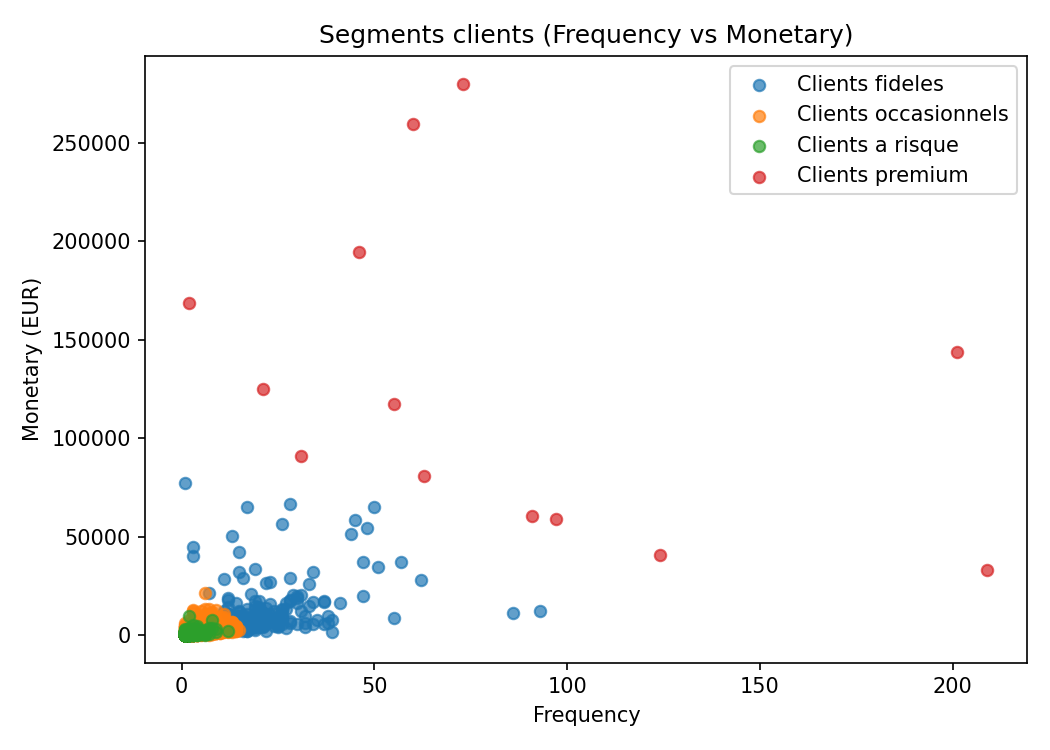 Segments clients (Frequency vs Monetary)
Clients fideles
Clients occasionnels
Clients a risque
Clients premium
Monetary (EUR)
250000
200000
150000
100000
50000
0
0 50 100 150 200
Frequency